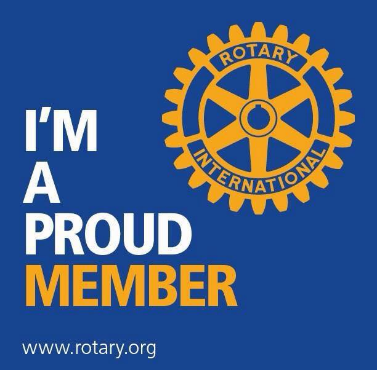 ROTARY
INTERNATIONAL
I'M
A
PROUD
MEMBER
www.rotary.org